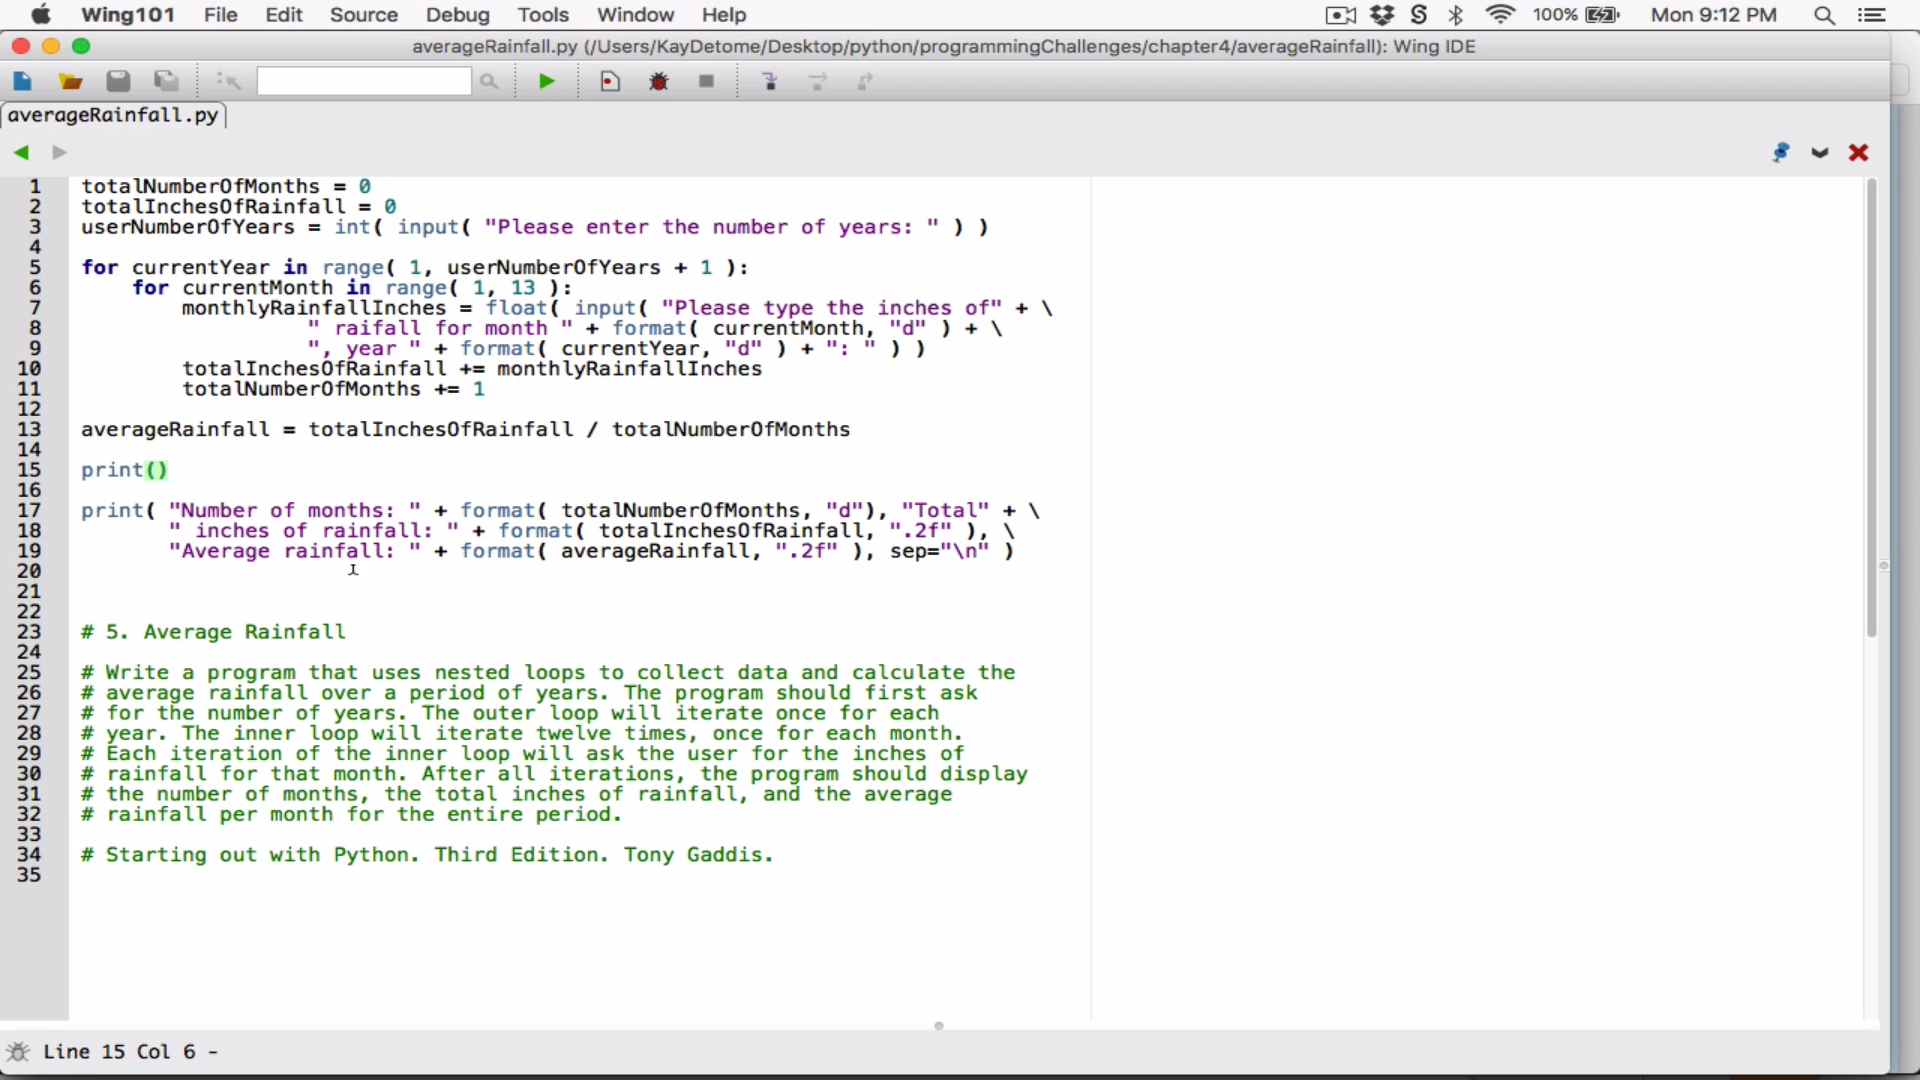 Wing101 File Edit Source Debug Tools Window Help 100% Mon 9:12 PM
averageRainfall.py (/Users/KayDetome/Desktop/python/programmingChallenges/chapter4/averageRainfall): Wing IDE
averageRainfall.py
1 totalNumberOfMonths = 0
2 totalInchesOfRainfall = 0
3 userNumberOfYears = int( input( "Please enter the number of years: " ) )
4
5 for currentYear in range( 1, userNumberOfYears + 1 ):
6 for currentMonth in range( 1, 13 ):
7 monthlyRainfallInches = float( input( "Please type the inches of" + \
8 " raifall for month " + format( currentMonth, "d" ) + \
9 ", year " + format( currentYear, "d" ) + ": " ) )
10 totalInchesOfRainfall += monthlyRainfallInches
11 totalNumberOfMonths += 1
12
13 averageRainfall = totalInchesOfRainfall / totalNumberOfMonths
14
15 print()
16
17 print( "Number of months: " + format( totalNumberOfMonths, "d"), "Total" + \
18 " inches of rainfall: " + format( totalInchesOfRainfall, ".2f" ), \
19 "Average rainfall: " + format( averageRainfall, ".2f" ), sep="\n" )
20
21
22
23 # 5. Average Rainfall
24
25 # Write a program that uses nested loops to collect data and calculate the
26 # average rainfall over a period of years. The program should first ask
27 # for the number of years. The outer loop will iterate once for each
28 # year. The inner loop will iterate twelve times, once for each month.
29 # Each iteration of the inner loop will ask the user for the inches of
30 # rainfall for that month. After all iterations, the program should display
31 # the number of months, the total inches of rainfall, and the average
32 # rainfall per month for the entire period.
33
34 # Starting out with Python. Third Edition. Tony Gaddis.
35
Line 15 Col 6 -